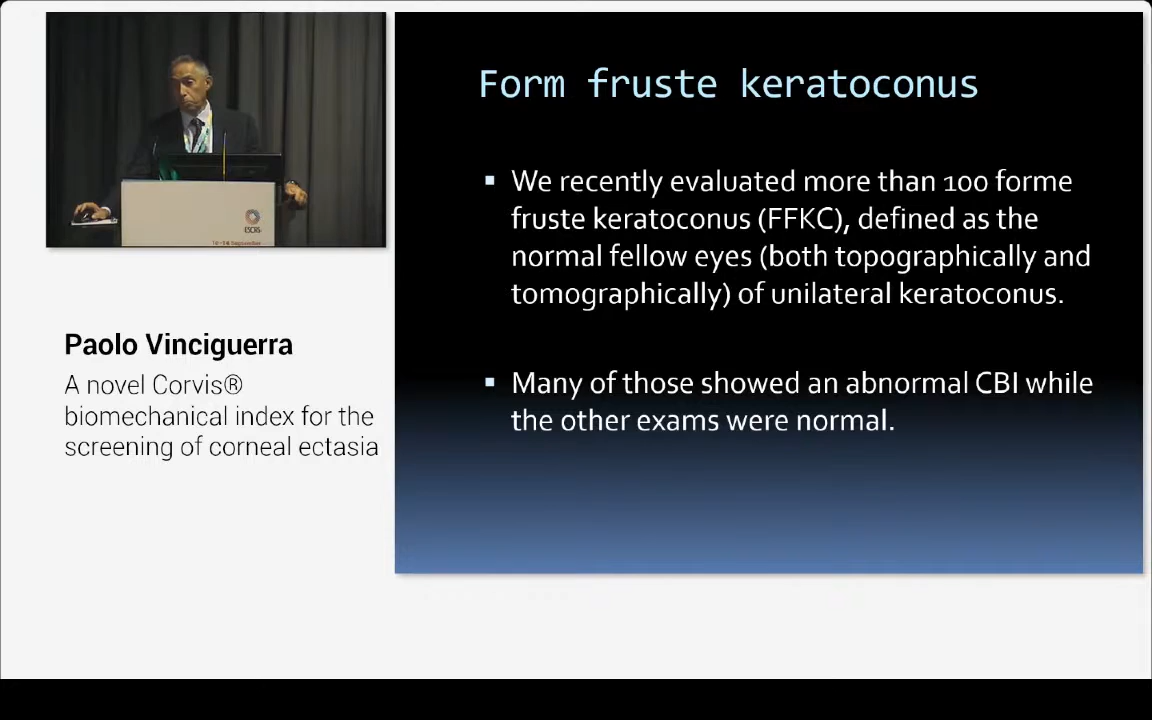 Form fruste keratoconus
We recently evaluated more than 100 forme
fruste keratoconus (FFKC), defined as the
normal fellow eyes (both topographically and
tomographically) of unilateral keratoconus.
Many of those showed an abnormal CBI while
the other exams were normal.
ESCRS
Paolo Vinciguerra
A novel Corvis®
biomechanical index for the
screening of corneal ectasia